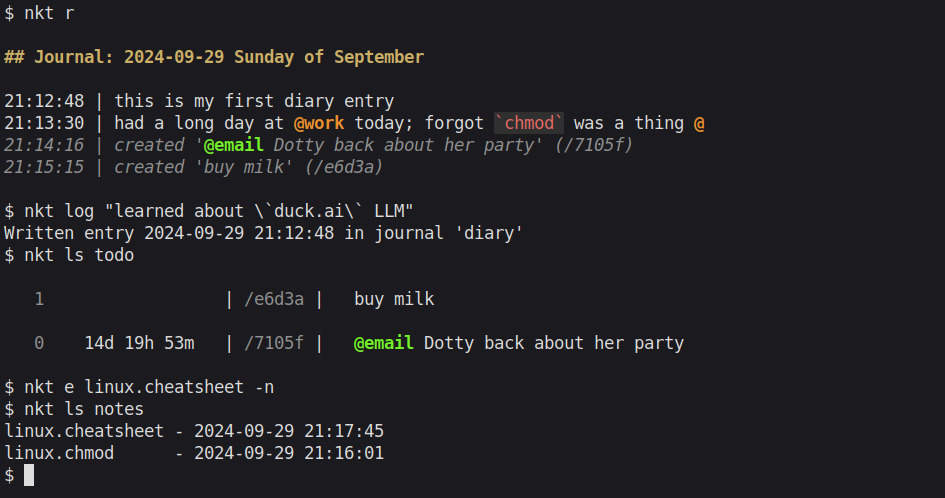 $ nkt r
## Journal: 2024-09-29 Sunday of September
21:12:48 | this is my first diary entry
21:13:30 | had a long day at @work today; forgot `chmod` was a thing @
21:14:16 | created '@email Dotty back about her party' (/7105f)
21:15:15 | created 'buy milk' (/e6d3a)
$ nkt log "learned about \`duck.ai\` LLM"
Written entry 2024-09-29 21:12:48 in journal 'diary'
$ nkt ls todo
1 | /e6d3a | buy milk
0 14d 19h 53m | /7105f | @email Dotty back about her party
$ nkt e linux.cheatsheet -n
$ nkt ls notes
linux.cheatsheet - 2024-09-29 21:17:45
linux.chmod - 2024-09-29 21:16:01
$